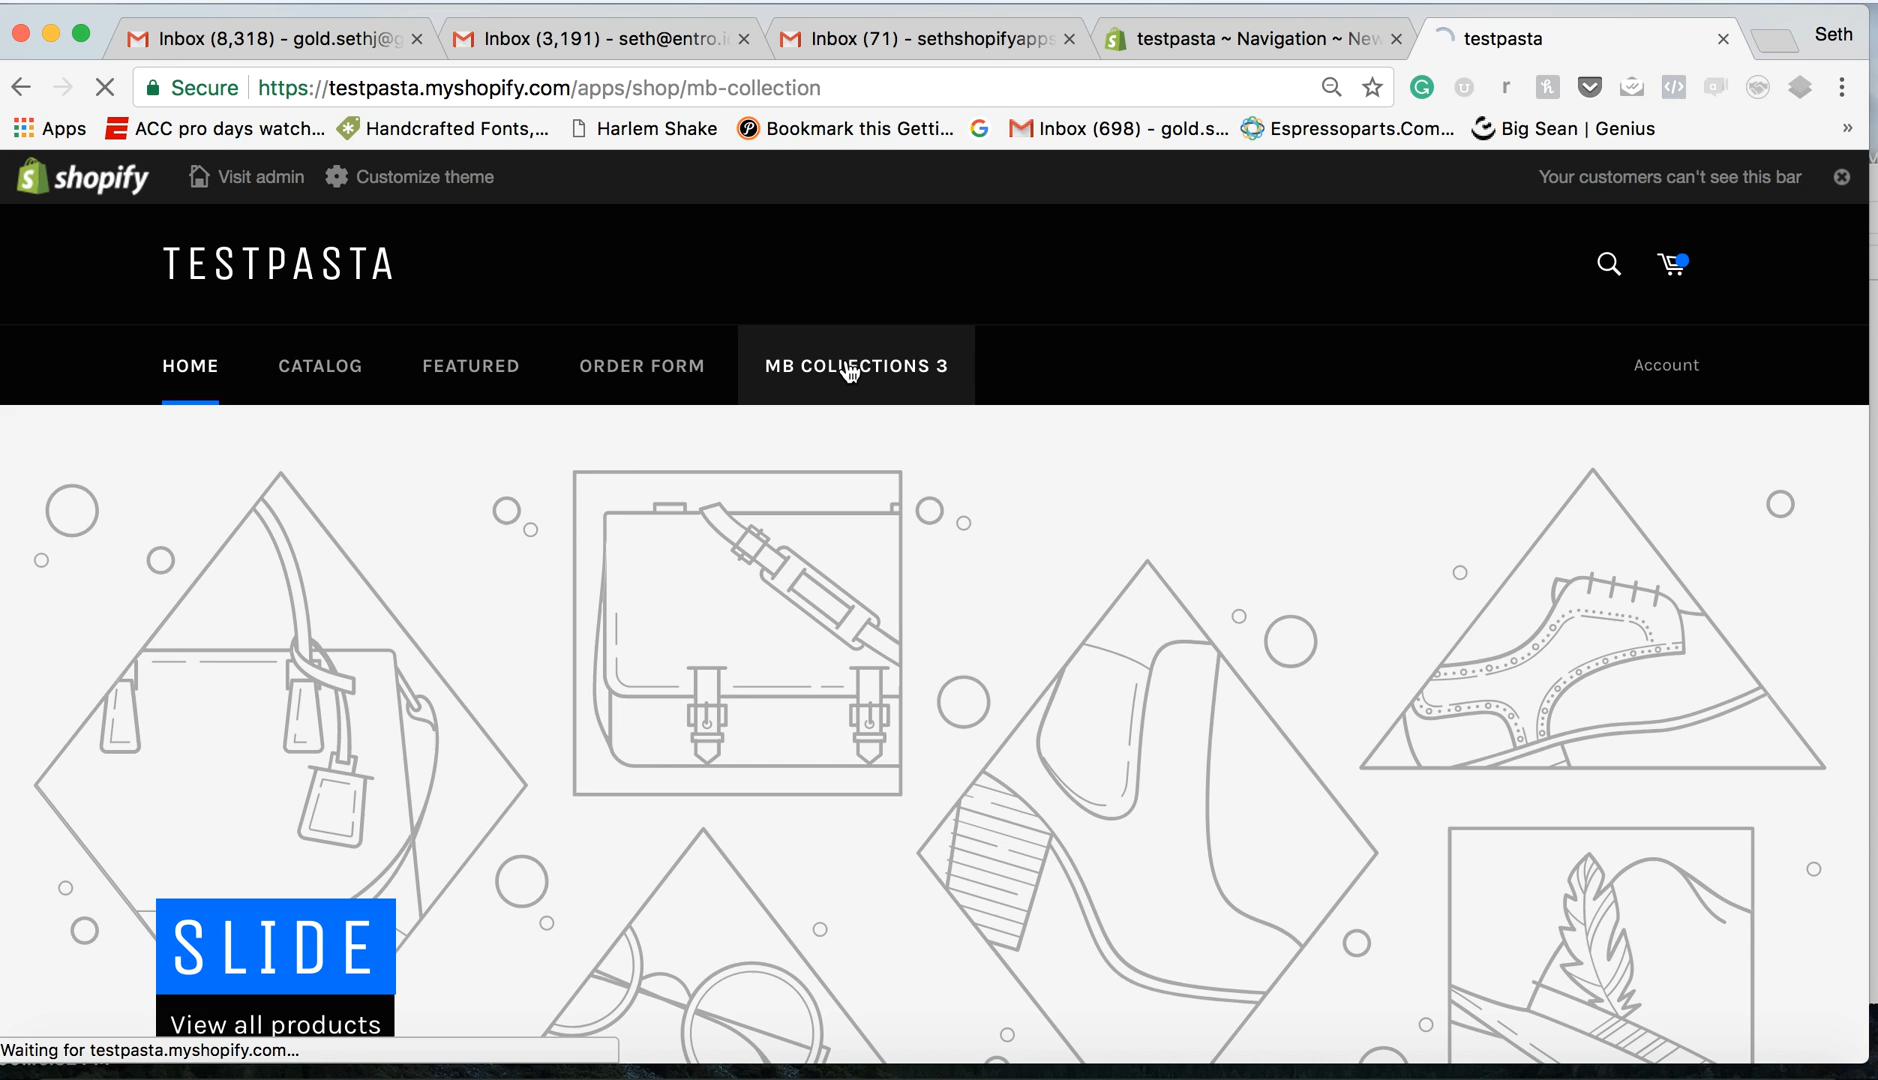 Inbox (8,318) - gold.sethj@g
Inbox (3,191) - seth@entro.i
Inbox (71) - sethshopifyapps
testpasta ~ Navigation ~ New
testpasta
Seth
Secure https://testpasta.myshopify.com/apps/shop/mb-collection
Apps
ACC pro days watch...
Handcrafted Fonts,...
Harlem Shake
Bookmark this Getti...
Inbox (698) - gold.s...
Espressoparts.Com...
Big Sean | Genius
»
shopify
Visit admin
Customize theme
Your customers can't see this bar
TESTPASTA
HOME
CATALOG
FEATURED
ORDER FORM
MB COLLECTIONS 3
Account
SLIDE
View all products
Waiting for testpasta.myshopify.com...